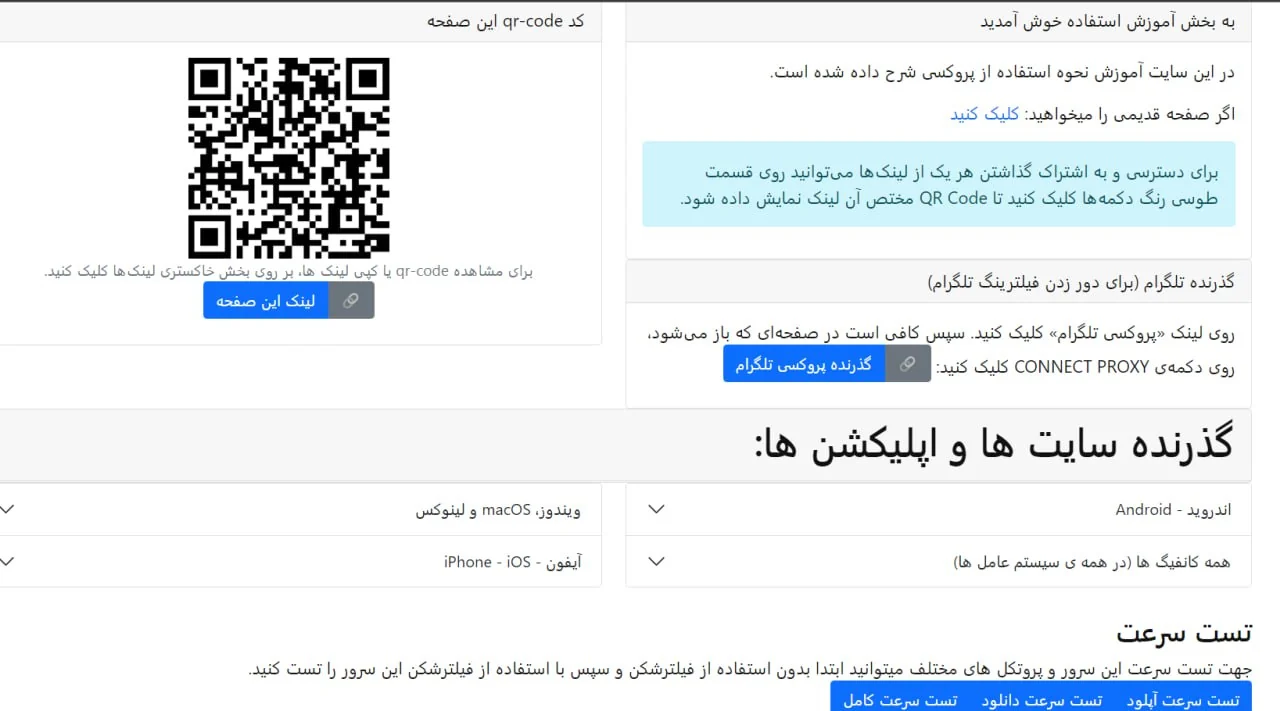 به بخش آموزش استفاده خوش آمدید
در این سایت آموزش نحوه استفاده از پروکسی شرح داده شده است.
اگر صفحه قدیمی را میخواهید: کلیک کنید
برای دسترسی و به اشتراک گذاشتن هر یک از لینک‌ها می‌توانید روی قسمت
طوسی رنگ دکمه‌ها کلیک کنید تا QR Code مختص آن لینک نمایش داده شود.
گذرنده تلگرام (برای دور زدن فیلترینگ تلگرام)
روی لینک «پروکسی تلگرام» کلیک کنید. سپس کافی است در صفحه‌ای که باز می‌شود،
روی دکمه‌ی CONNECT PROXY کلیک کنید: گذرنده پروکسی تلگرام
کد qr-code این صفحه
برای مشاهده qr-code یا کپی لینک ها، بر روی بخش خاکستری لینک‌ها کلیک کنید.
لینک این صفحه
گذرنده سایت ها و اپلیکشن ها:
اندروید - Android
همه کانفیگ ها (در همه ی سیستم عامل ها)
ویندوز، macOS و لینوکس
آیفون - iPhone - iOS
تست سرعت
جهت تست سرعت این سرور و پروتکل های مختلف میتوانید ابتدا بدون استفاده از فیلترشکن و سپس با استفاده از فیلترشکن این سرور را تست کنید.
تست سرعت آپلود تست سرعت دانلود تست سرعت کامل